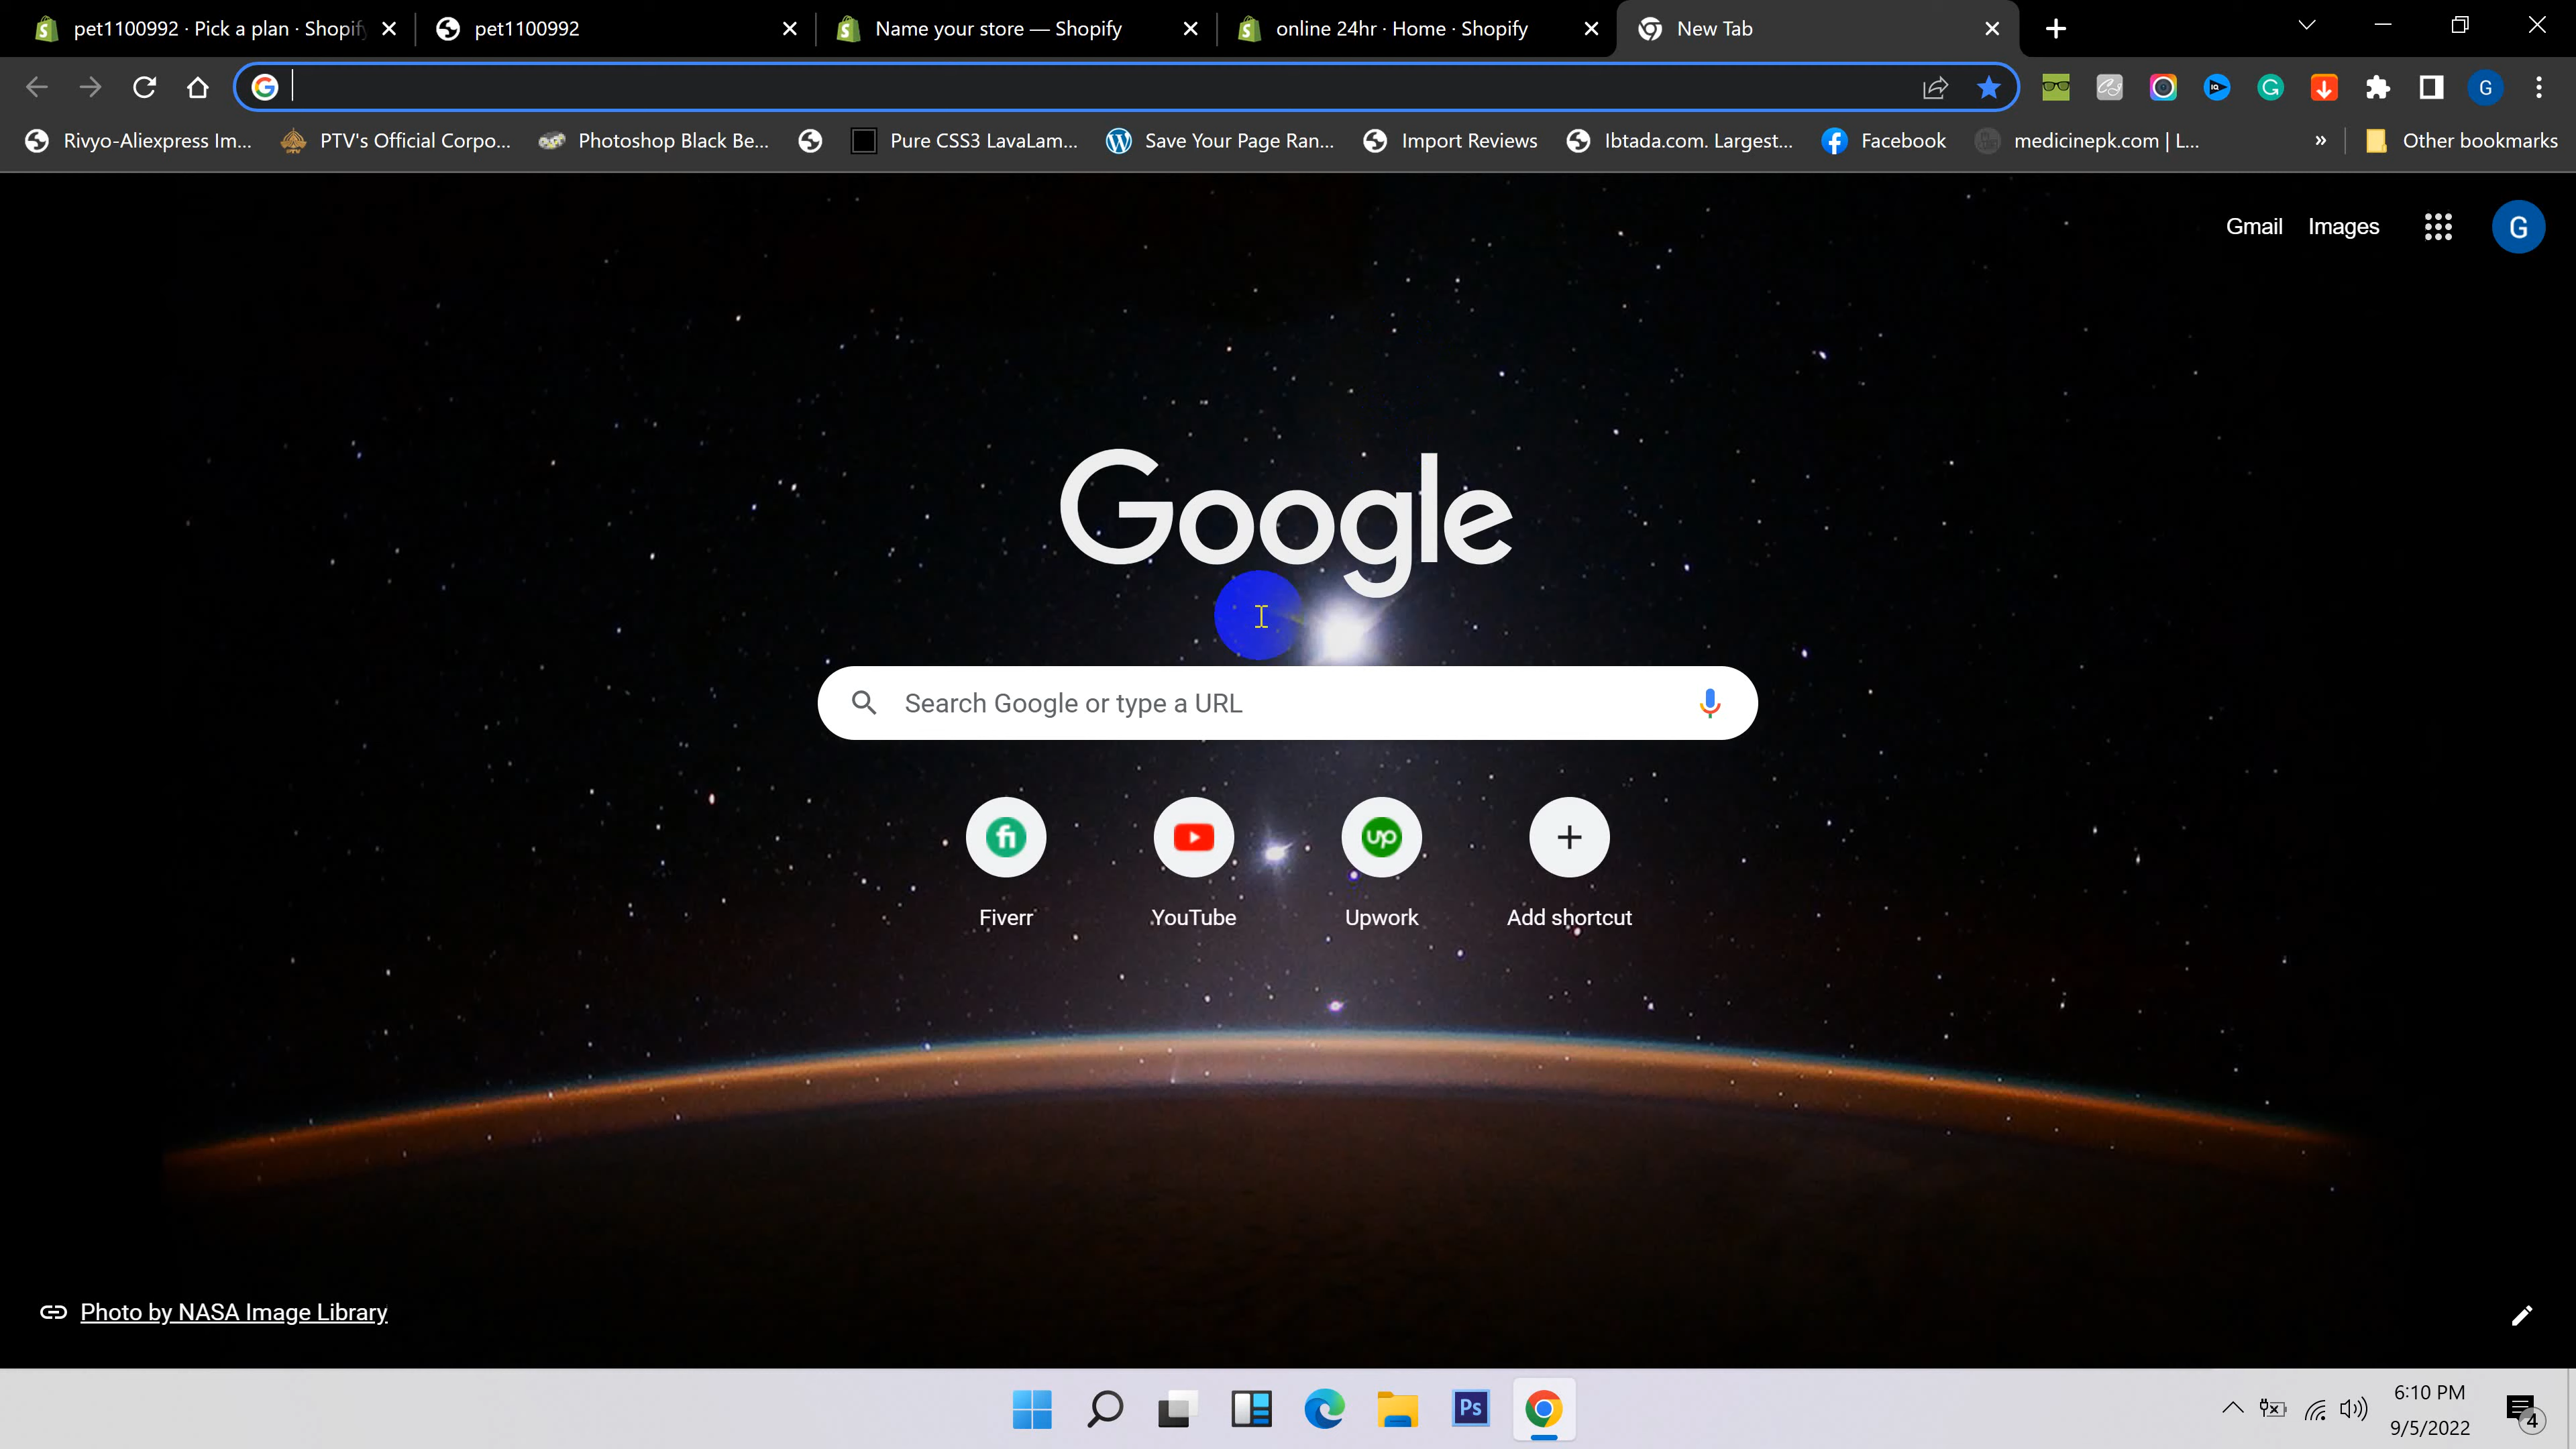 pet1100992 · Pick a plan · Shopify
pet1100992
Name your store — Shopify
online 24hr · Home · Shopify
New Tab
G
Rivyo-Aliexpress Im...
PTV's Official Corpo...
Photoshop Black Be...
Pure CSS3 LavaLam...
Save Your Page Ran...
Import Reviews
Ibtada.com. Largest...
Facebook
medicinepk.com | L...
»
Other bookmarks
Gmail
Images
G
Google
Search Google or type a URL
Fiverr
YouTube
Upwork
Add shortcut
Photo by NASA Image Library
Ps
6:10 PM
9/5/2022
4